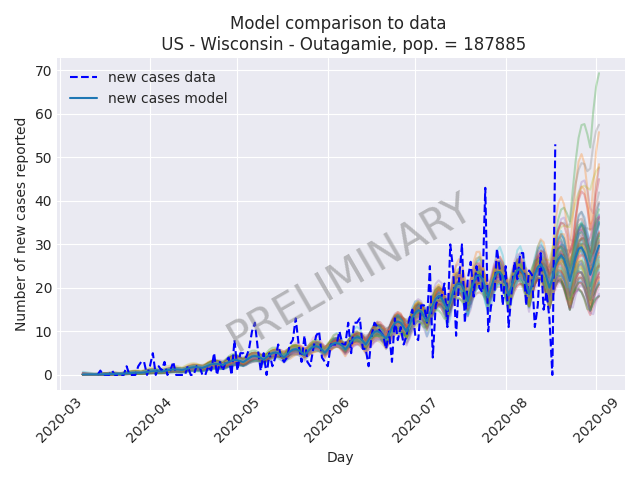 Model comparison to data
US - Wisconsin - Outagamie, pop. = 187885
new cases data
new cases model
PRELIMINARY
Number of new cases reported
70
60
50
40
30
20
10
0
2020-03
2020-04
2020-05
2020-06
2020-07
2020-08
2020-09
Day